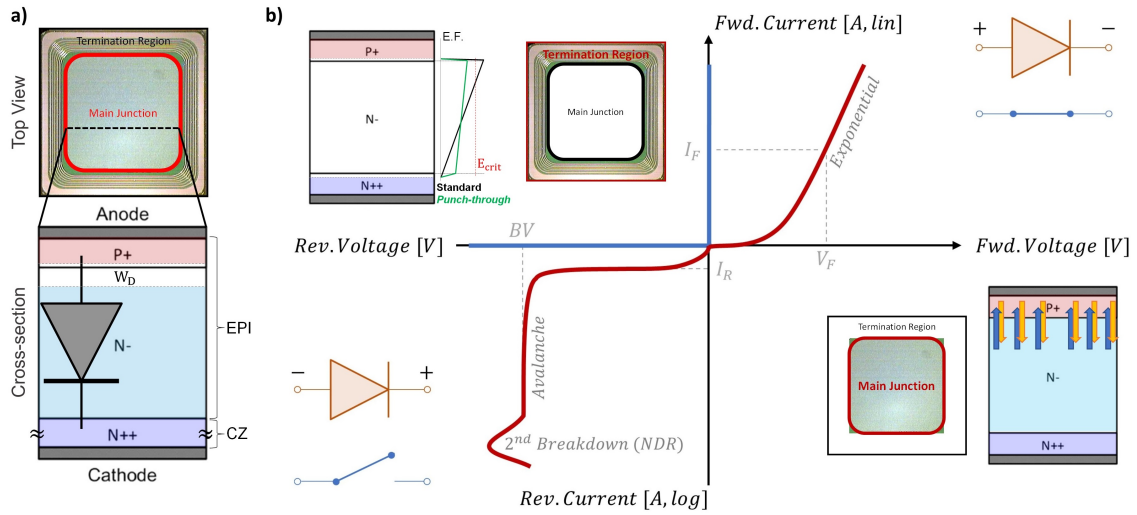 a)
Top View
Termination Region
Main Junction
Anode
Cross-section
P+
W_D
N-
N++
EPI
CZ
≈
≈
Cathode
b)
P+
N-
N++
E.F.
E_crit
Standard
Punch-through
Termination Region
Main Junction
Fwd. Current [A, lin]
+
−
I_F
Exponential
Rev. Voltage [V]
BV
I_R
V_F
Fwd. Voltage [V]
Avalanche
−
+
2^nd Breakdown (NDR)
Rev. Current [A, log]
Termination Region
Main Junction
P+
N-
N++